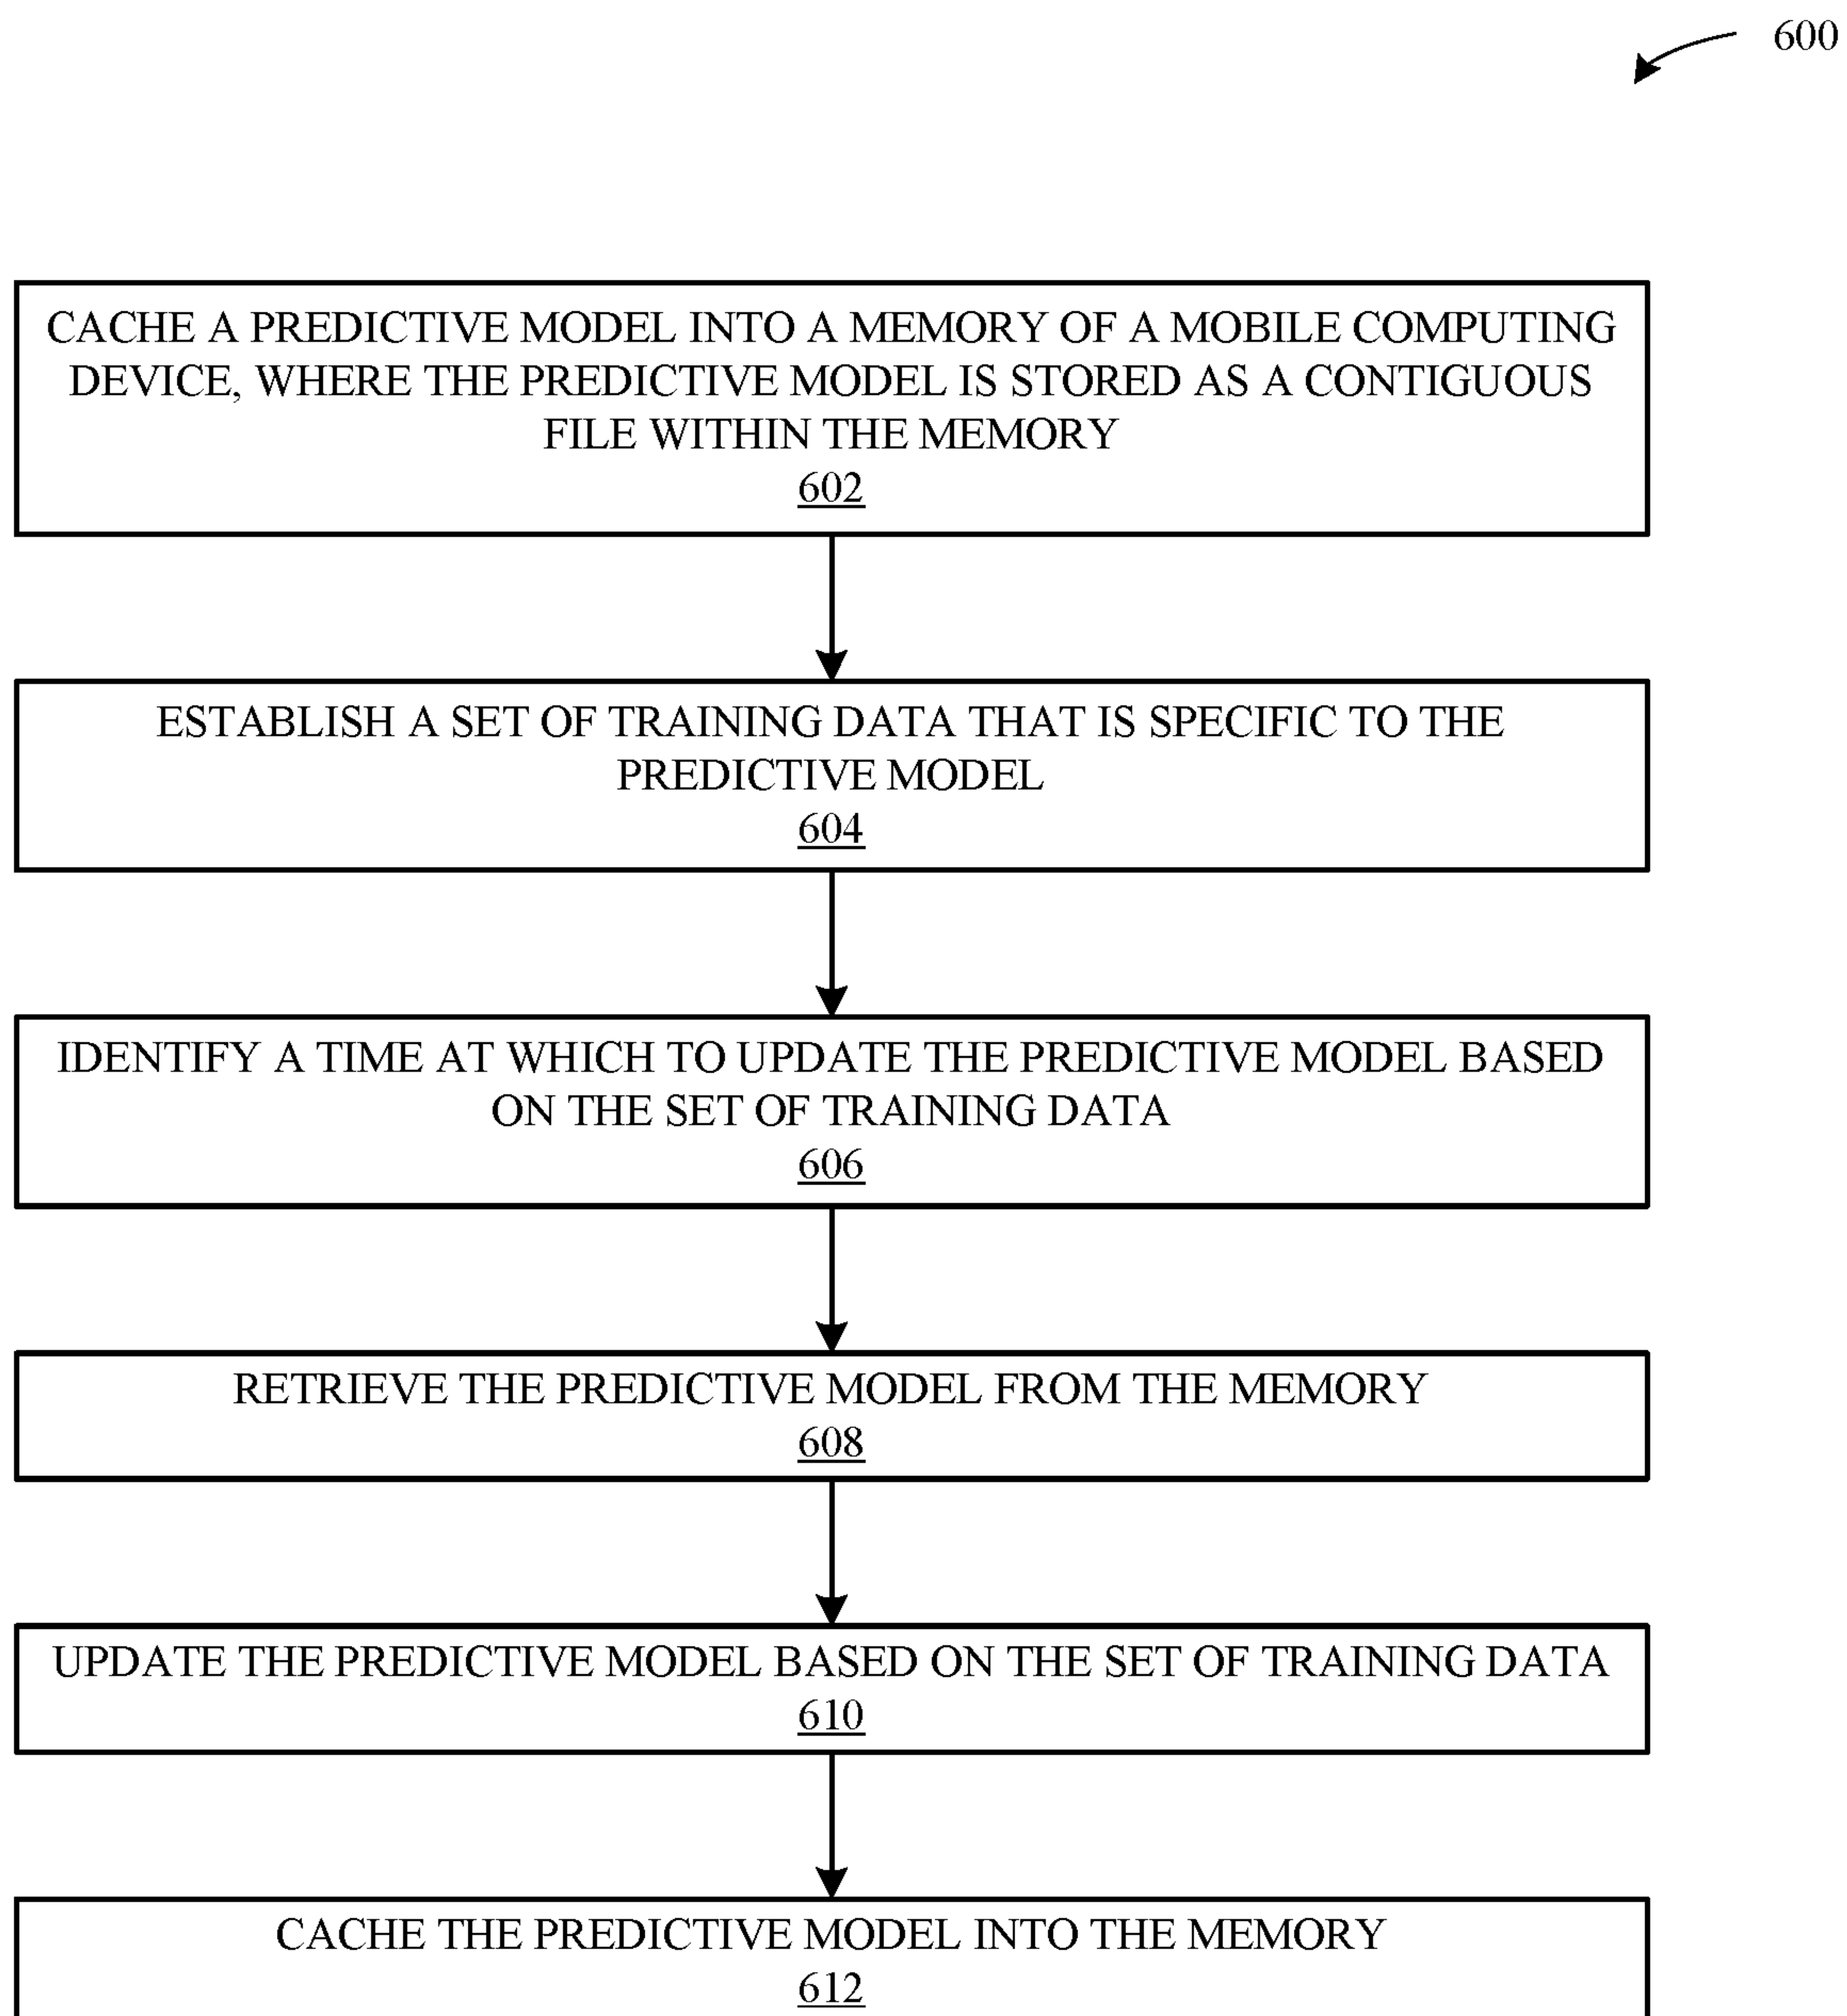 600
CACHE A PREDICTIVE MODEL INTO A MEMORY OF A MOBILE COMPUTING
DEVICE, WHERE THE PREDICTIVE MODEL IS STORED AS A CONTIGUOUS
FILE WITHIN THE MEMORY
602
ESTABLISH A SET OF TRAINING DATA THAT IS SPECIFIC TO THE
PREDICTIVE MODEL
604
IDENTIFY A TIME AT WHICH TO UPDATE THE PREDICTIVE MODEL BASED
ON THE SET OF TRAINING DATA
606
RETRIEVE THE PREDICTIVE MODEL FROM THE MEMORY
608
UPDATE THE PREDICTIVE MODEL BASED ON THE SET OF TRAINING DATA
610
CACHE THE PREDICTIVE MODEL INTO THE MEMORY
612